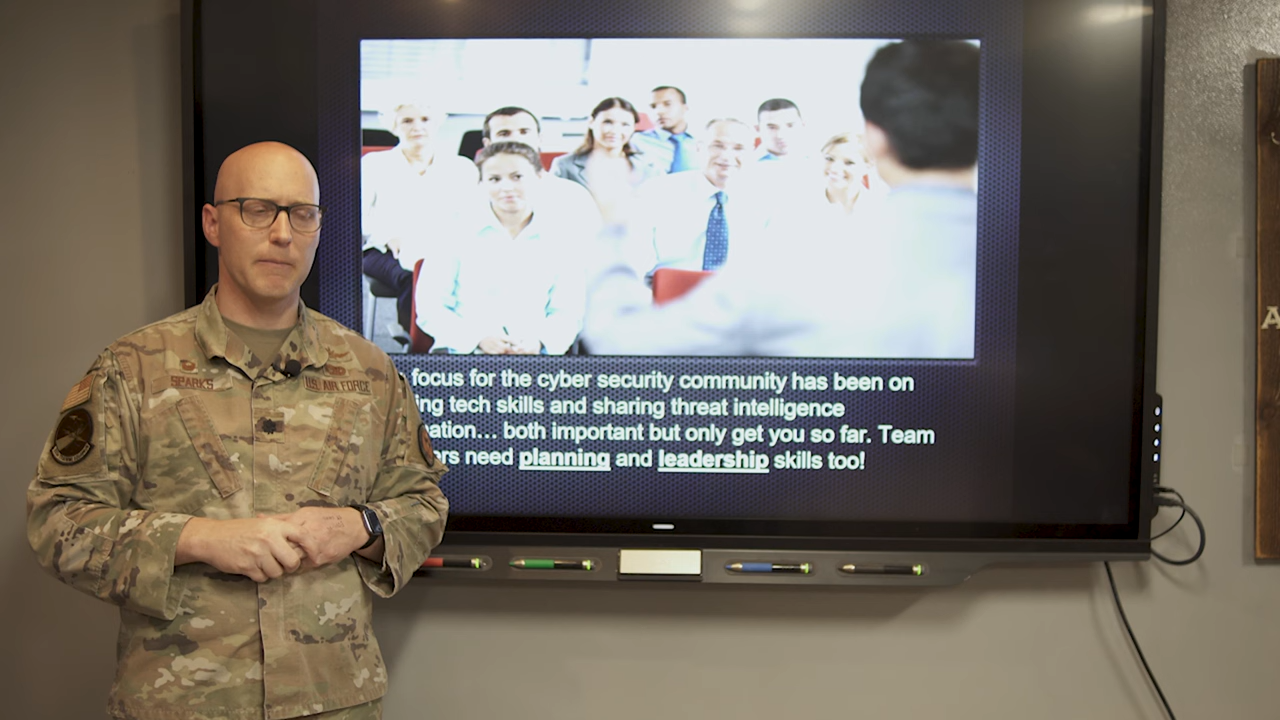 SPARKS
U.S. AIR FORCE
focus for the cyber security community has been on
ing tech skills and sharing threat intelligence
ation... both important but only get you so far. Team
ers need planning and leadership skills too!
A